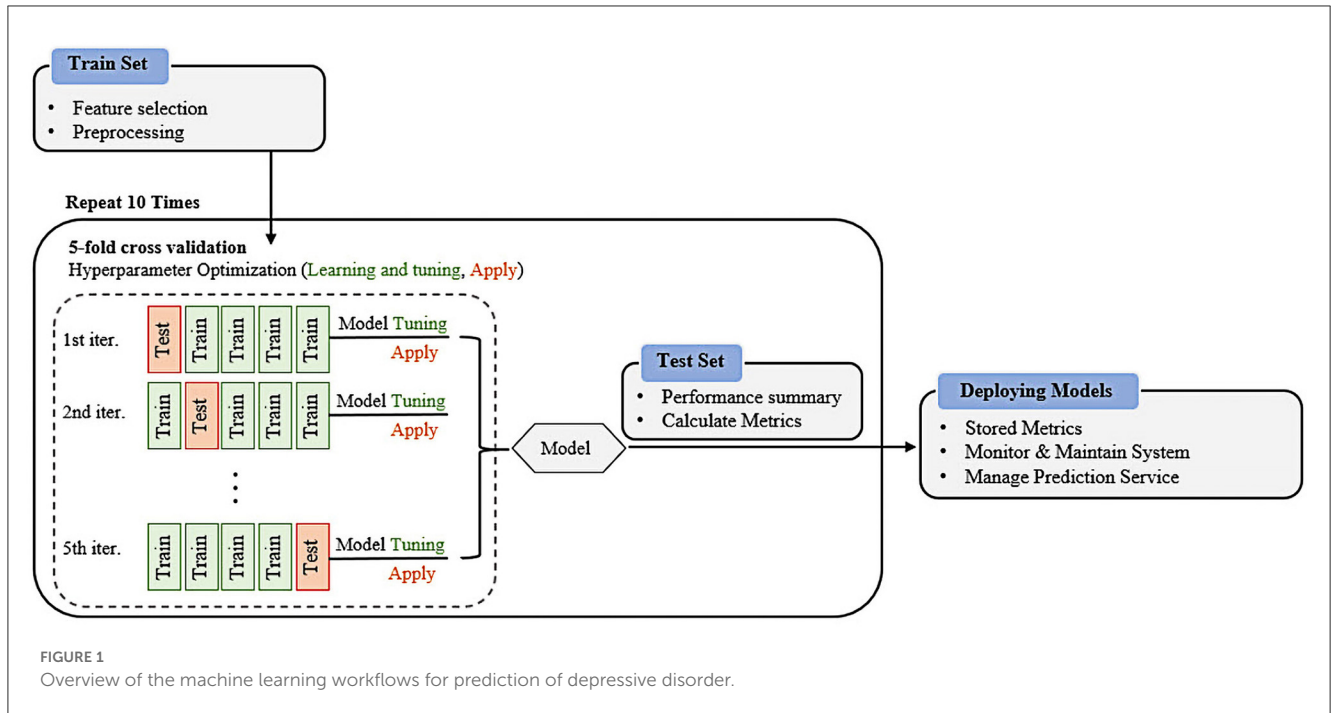 Train Set
• Feature selection
• Preprocessing
Repeat 10 Times
5-fold cross validation
Hyperparameter Optimization (Learning and tuning, Apply)
1st iter.
Test
Train
Train
Train
Train
Model Tuning
Apply
2nd iter.
Train
Test
Train
Train
Train
Model Tuning
Apply
5th iter.
Train
Train
Train
Train
Test
Model Tuning
Apply
Model
Test Set
• Performance summary
• Calculate Metrics
Deploying Models
• Stored Metrics
• Monitor & Maintain System
• Manage Prediction Service
FIGURE 1
Overview of the machine learning workflows for prediction of depressive disorder.